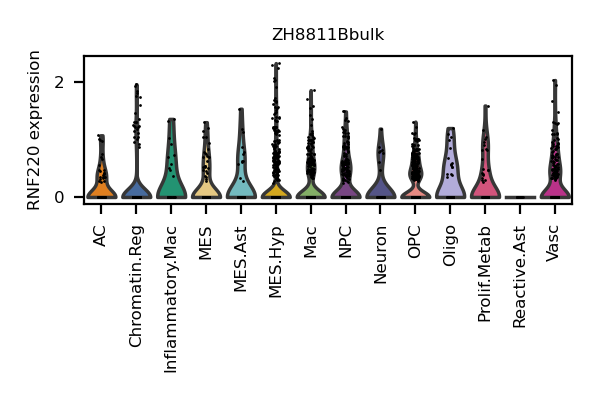 ZH8811Bbulk
RNF220 expression
2
0
AC
Chromatin.Reg
Inflammatory.Mac
MES
MES.Ast
MES.Hyp
Mac
NPC
Neuron
OPC
Oligo
Prolif.Metab
Reactive.Ast
Vasc